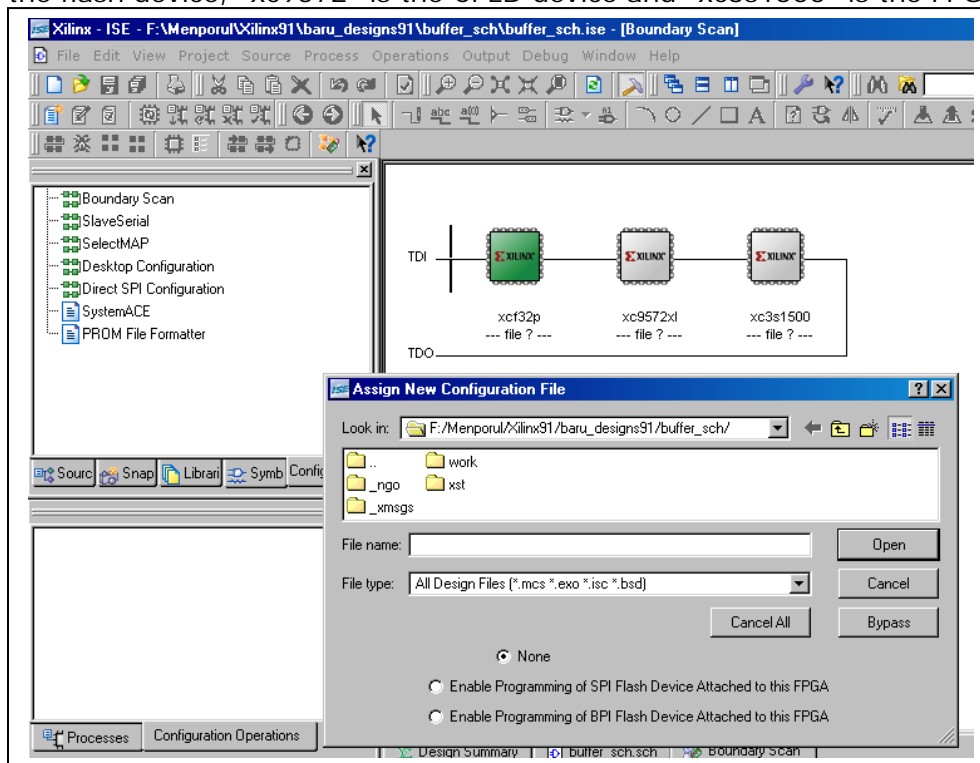 the flash device, "xc9572" is the CPLD device and "xc3s1500" is the FPG
Xilinx - ISE - F:\Menporul\Xilinx91\baru_designs91\buffer_sch\buffer_sch.ise - [Boundary Scan]
File Edit View Project Source Process Operations Output Debug Window Help
Boundary Scan
SlaveSerial
SelectMAP
Desktop Configuration
Direct SPI Configuration
SystemACE
PROM File Formatter
TDI
XILINX XILINX XILINX
xcf32p xc9572xl xc3s1500
--- file ? --- --- file ? --- --- file ? ---
TDO
Assign New Configuration File
Look in: F:/Menporul/Xilinx91/baru_designs91/buffer_sch/
.. work
_ngo xst
_xmsgs
Sourc Snap Librari Symb Config
File name: Open
File type: All Design Files (*.mcs *.exo *.isc *.bsd) Cancel
Cancel All Bypass
None
Enable Programming of SPI Flash Device Attached to this FPGA
Enable Programming of BPI Flash Device Attached to this FPGA
Processes Configuration Operations
Design Summary buffer_sch.sch Boundary Scan